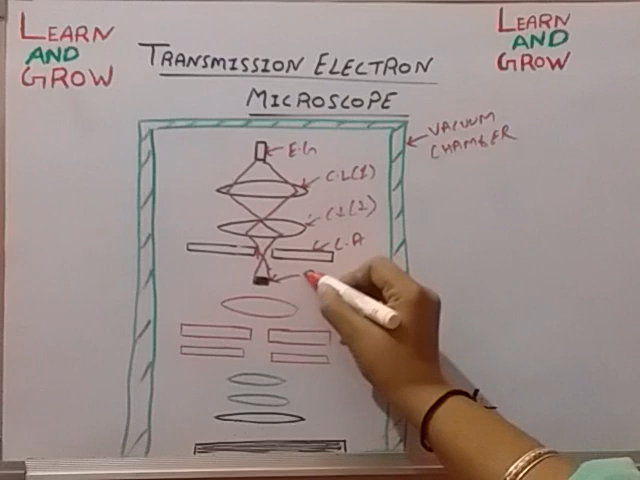 LEARN
AND
GROW
TRANSMISSION ELECTRON
MICROSCOPE
LEARN
AND
GROW
VACUUM
CHAMBER
E.G
C.L(1)
C.L(2)
C.A